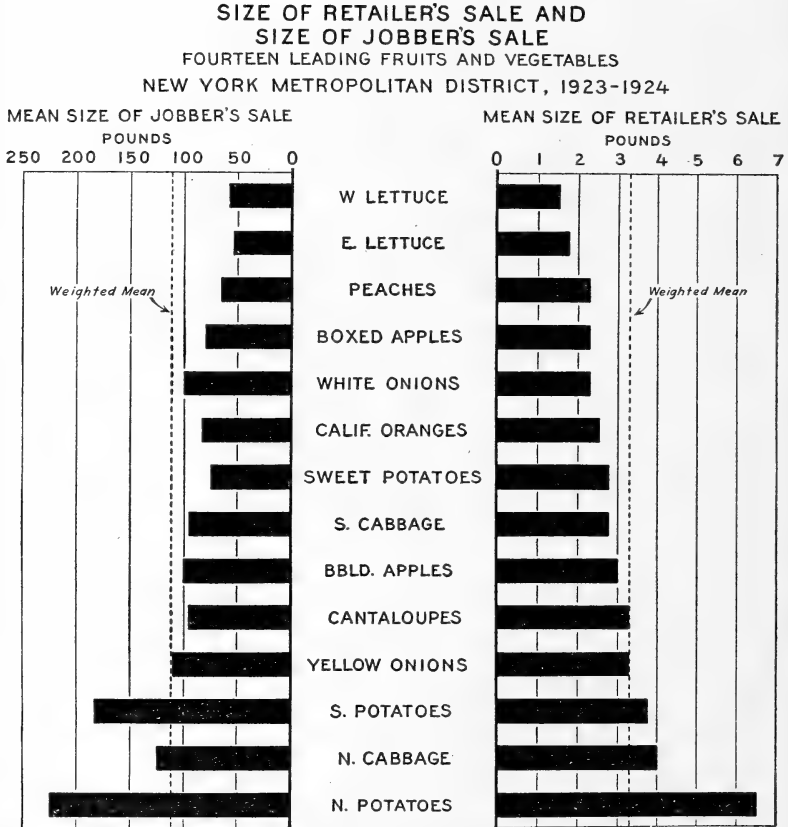 SIZE OF RETAILER'S SALE AND
SIZE OF JOBBER'S SALE
FOURTEEN LEADING FRUITS AND VEGETABLES
NEW YORK METROPOLITAN DISTRICT, 1923-1924
MEAN SIZE OF JOBBER'S SALE
POUNDS
250 200 150 100 50 0
MEAN SIZE OF RETAILER'S SALE
POUNDS
0 1 2 3 4 5 6 7
W LETTUCE
E. LETTUCE
Weighted Mean
PEACHES
Weighted Mean
BOXED APPLES
WHITE ONIONS
CALIF. ORANGES
SWEET POTATOES
S. CABBAGE
BBLD. APPLES
CANTALOUPES
YELLOW ONIONS
S. POTATOES
N. CABBAGE
N. POTATOES